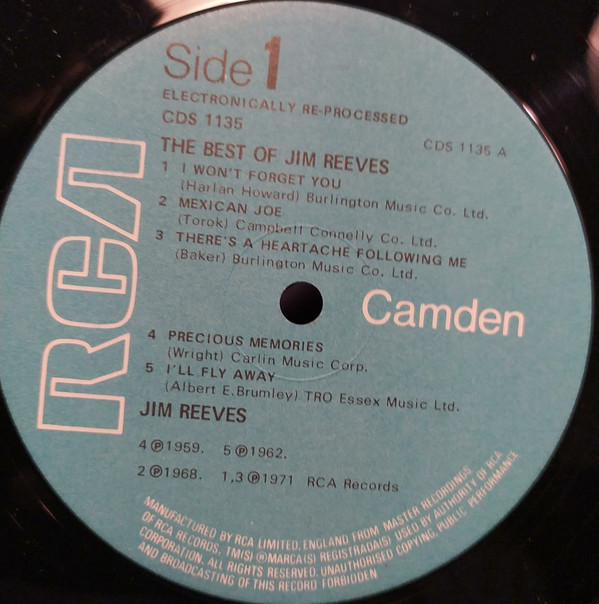 Side 1
ELECTRONICALLY RE-PROCESSED
CDS 1135
CDS 1135 A
THE BEST OF JIM REEVES
1 I WON'T FORGET YOU
(Harlan Howard) Burlington Music Co. Ltd.
2 MEXICAN JOE
(Torok) Campbell Connelly Co. Ltd.
3 THERE'S A HEARTACHE FOLLOWING ME
(Baker) Burlington Music Co. Ltd.
RCA
Camden
4 PRECIOUS MEMORIES
(Wright) Carlin Music Corp.
5 I'LL FLY AWAY
(Albert E.Brumley) TRO Essex Music Ltd.
JIM REEVES
4 ℗ 1959. 5 ℗ 1962.
2 ℗ 1968. 1,3 ℗ 1971 RCA Records
MANUFACTURED BY RCA LIMITED, ENGLAND FROM MASTER RECORDINGS
OF RCA RECORDS, TM(S) ® MARCA(S) REGISTRADA(S) USED BY AUTHORITY OF RCA
CORPORATION, ALL RIGHTS RESERVED. UNAUTHORISED COPYING, PUBLIC PERFORMANCE
AND BROADCASTING OF THIS RECORD FORBIDDEN